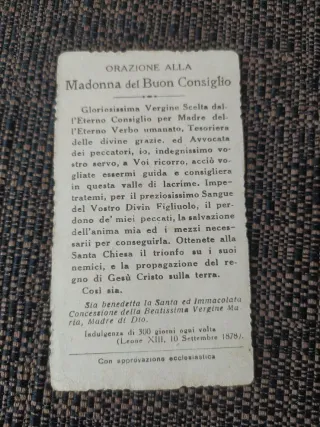 ORAZIONE ALLA
Madonna del Buon Consiglio
Gloriosissima Vergine Scelta dal-
l'Eterno Consiglio per Madre del-
l'Eterno Verbo umanato, Tesoriera
delle divine grazie, ed Avvocata
dei peccatori, io, indegnissimo vo-
stro servo, a Voi ricorro, acciò vo-
gliate essermi guida e consigliera
in questa valle di lacrime. Impe-
tratemi, per il preziosissimo Sangue
del Vostro Divin Figliuolo, il per-
dono de' miei peccati, la salvazione
dell'anima mia ed i mezzi neces-
sarii per conseguirla. Ottenete alla
Santa Chiesa il trionfo su i suoi
nemici, e la propagazione del re-
gno di Gesù Cristo sulla terra.
Così sia.
Sia benedetta la Santa ed Immacolata
Concessione della Beatissima Vergine Ma-
ria, Madre di Dio.
Indulgenza di 300 giorni ogni volta
(Leone XIII, 10 Settembre 1878).
Con approvazione ecclesiastica